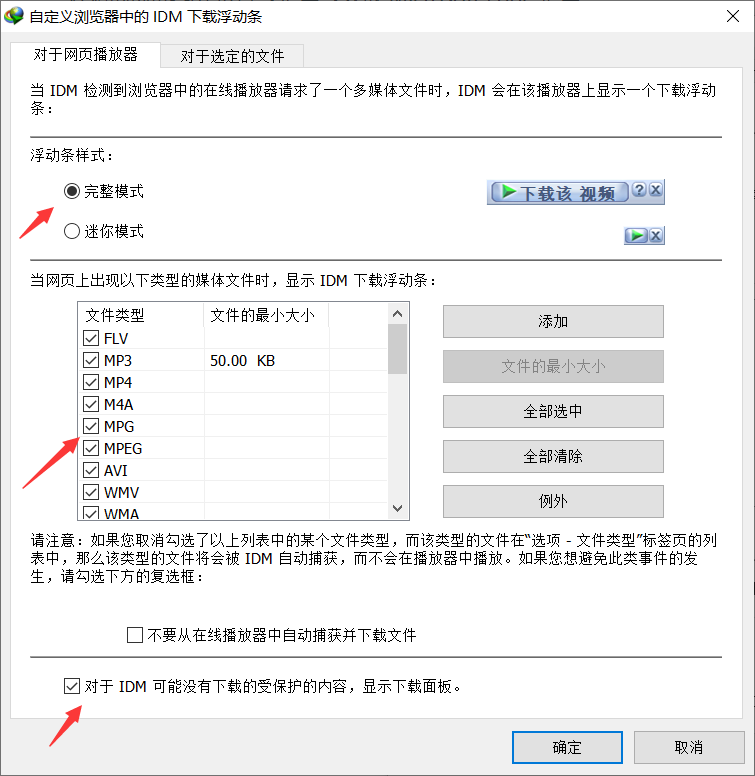 自定义浏览器中的 IDM 下载浮动条
对于网页播放器
对于选定的文件
当 IDM 检测到浏览器中的在线播放器请求了一个多媒体文件时，IDM 会在该播放器上显示一个下载浮动
条：
浮动条样式：
完整模式
下载该 视频
迷你模式
当网页上出现以下类型的媒体文件时，显示 IDM 下载浮动条：
文件类型 文件的最小大小
FLV
MP3 50.00 KB
MP4
M4A
MPG
MPEG
AVI
WMV
WMA
添加
文件的最小大小
全部选中
全部清除
例外
请注意：如果您取消勾选了以上列表中的某个文件类型，而该类型的文件在“选项 - 文件类型”标签页的列
表中，那么该类型的文件将会被 IDM 自动捕获，而不会在播放器中播放。如果您想避免此类事件的发
生，请勾选下方的复选框：
不要从在线播放器中自动捕获并下载文件
对于 IDM 可能没有下载的受保护的内容，显示下载面板。
确定
取消